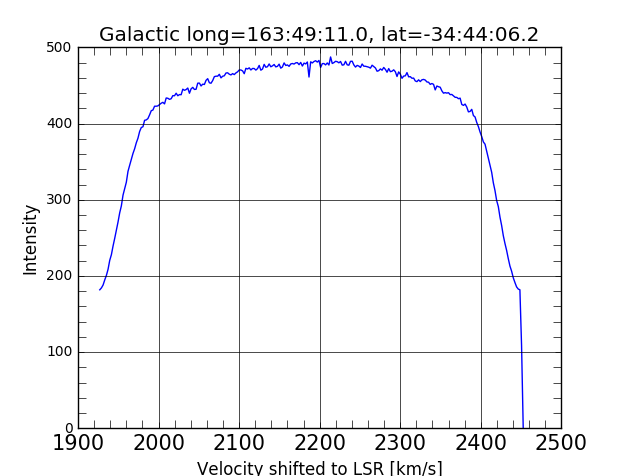 Galactic long=163:49:11.0, lat=-34:44:06.2
500
400
300
200
100
0
Intensity
1900 2000 2100 2200 2300 2400 2500
Velocity shifted to LSR [km/s]